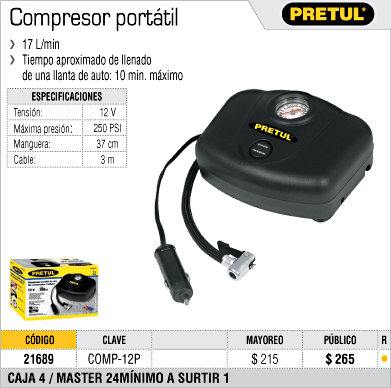 Compresor portátil
PRETUL®
❯ 17 L/min
❯ Tiempo aproximado de llenado
de una llanta de auto: 10 min. máximo
ESPECIFICACIONES
Tensión: 12 V
Máxima presión: 250 PSI
Manguera: 37 cm
Cable: 3 m
PRETUL
PRETUL
CÓDIGO CLAVE MAYOREO PÚBLICO R
21689 COMP-12P $ 215 $ 265 •
CAJA 4 / MASTER 24MÍNIMO A SURTIR 1